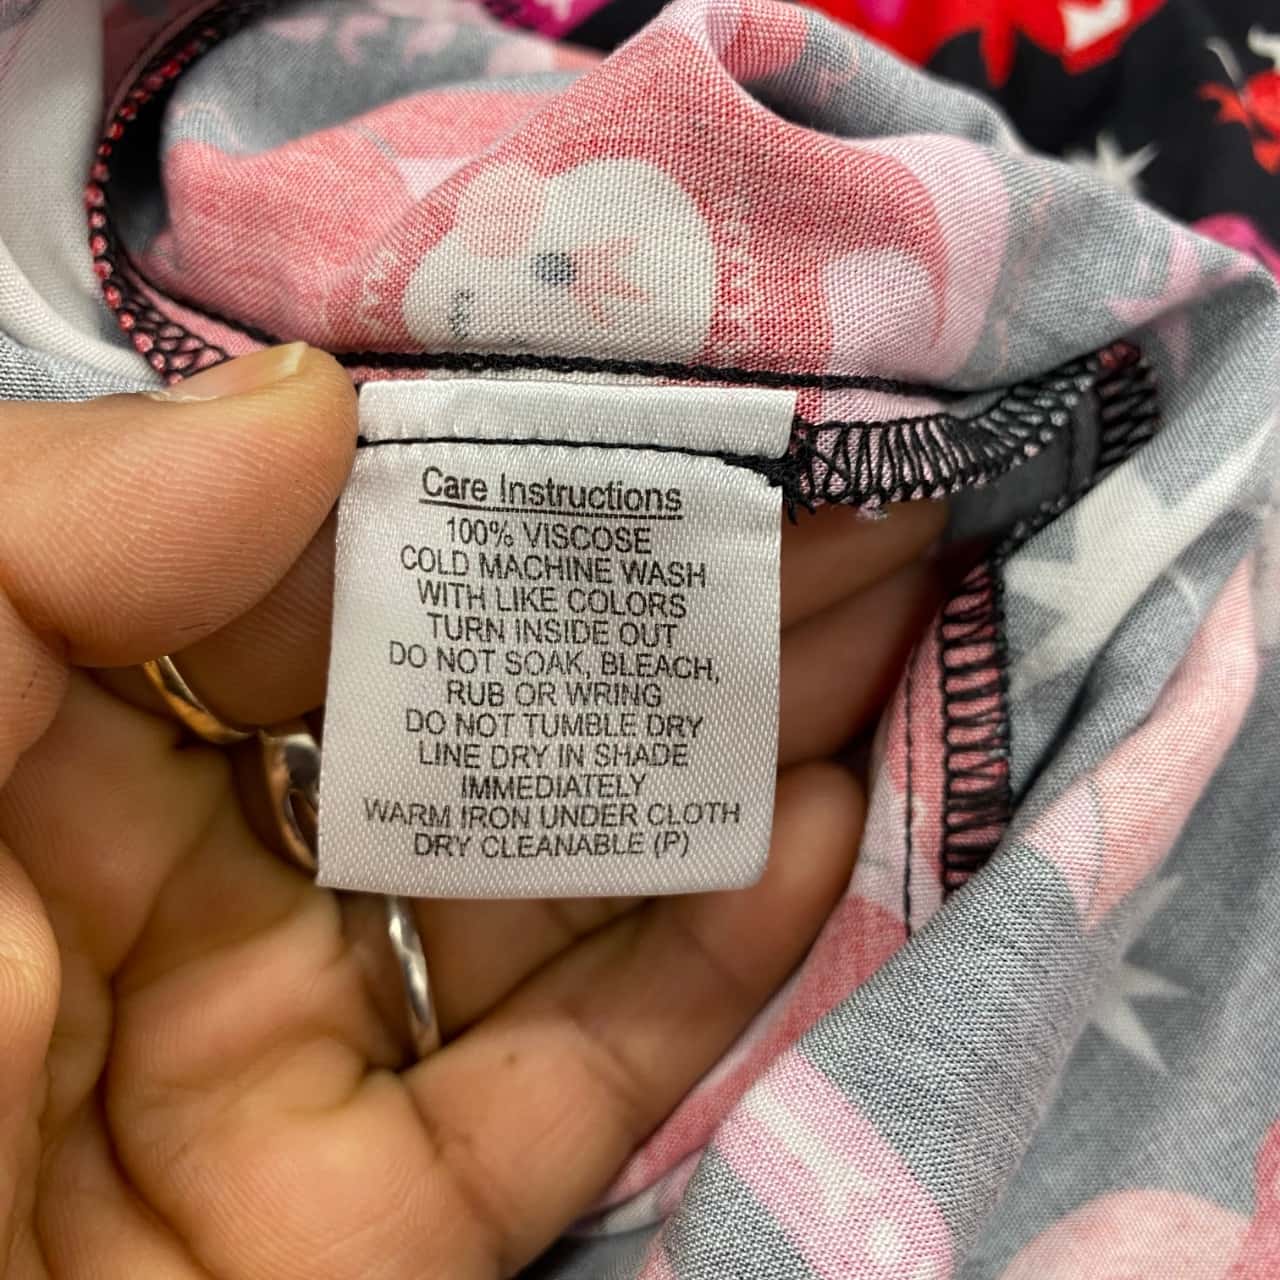 Care Instructions
100% VISCOSE
COLD MACHINE WASH
WITH LIKE COLORS
TURN INSIDE OUT
DO NOT SOAK, BLEACH,
RUB OR WRING
DO NOT TUMBLE DRY
LINE DRY IN SHADE
IMMEDIATELY
WARM IRON UNDER CLOTH
DRY CLEANABLE (P)